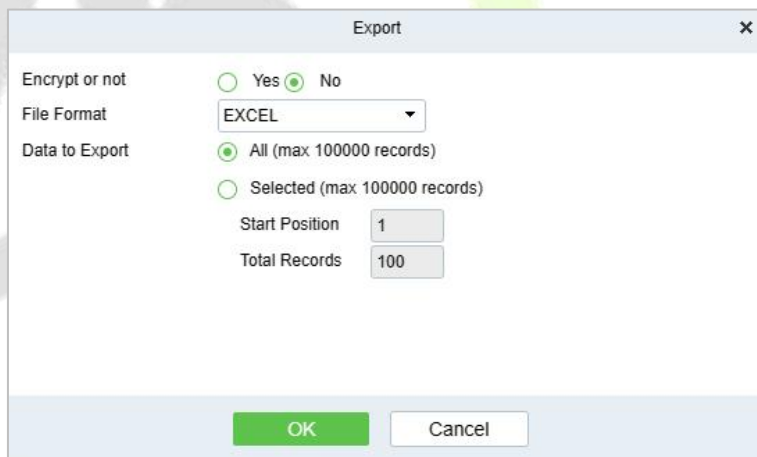 Export
Encrypt or not Yes No
File Format EXCEL
Data to Export All (max 100000 records)
Selected (max 100000 records)
Start Position 1
Total Records 100
OK Cancel